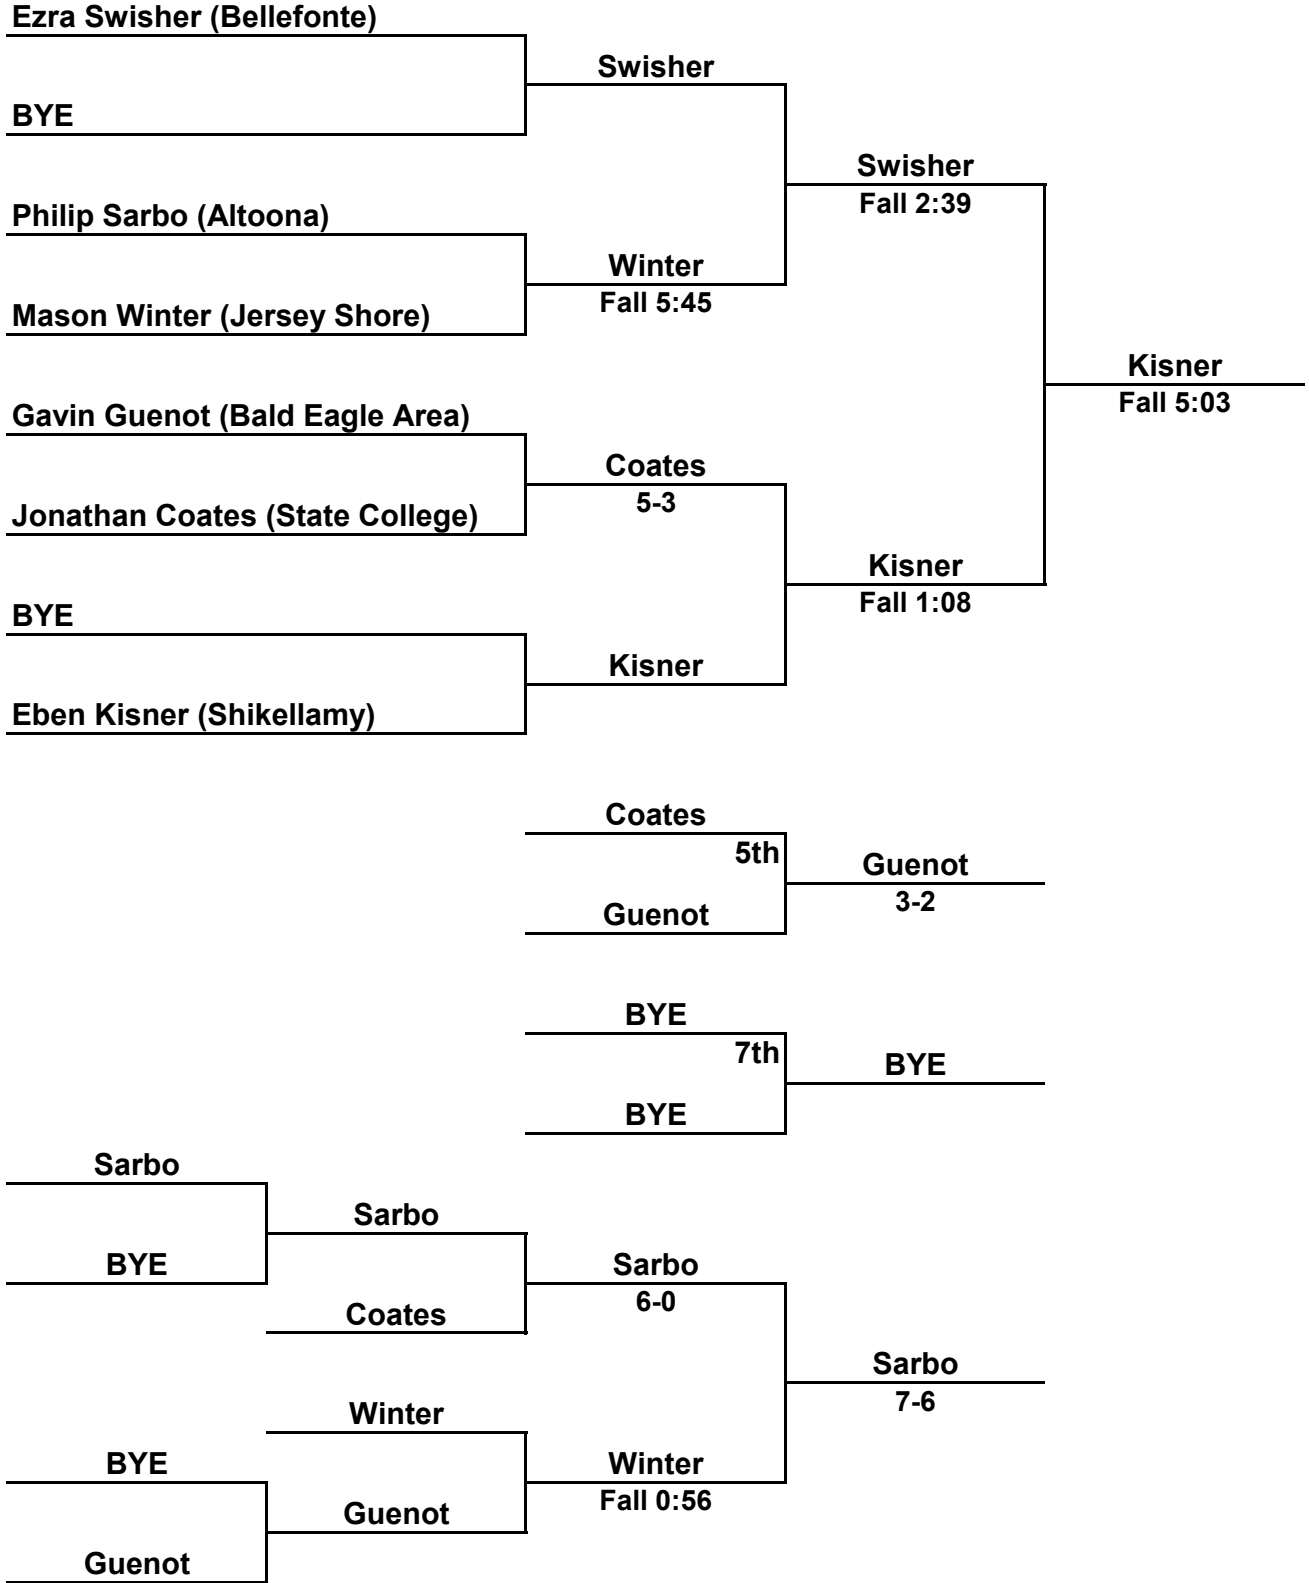 Ezra Swisher (Bellefonte)
Swisher
BYE
Swisher
Fall 2:39
Philip Sarbo (Altoona)
Winter
Fall 5:45
Mason Winter (Jersey Shore)
Kisner
Fall 5:03
Gavin Guenot (Bald Eagle Area)
Coates
5-3
Jonathan Coates (State College)
Kisner
Fall 1:08
BYE
Kisner
Eben Kisner (Shikellamy)
Coates
5th
Guenot
3-2
Guenot
BYE
7th
BYE
BYE
Sarbo
Sarbo
BYE
Sarbo
6-0
Coates
Sarbo
7-6
Winter
BYE
Winter
Fall 0:56
Guenot
Guenot